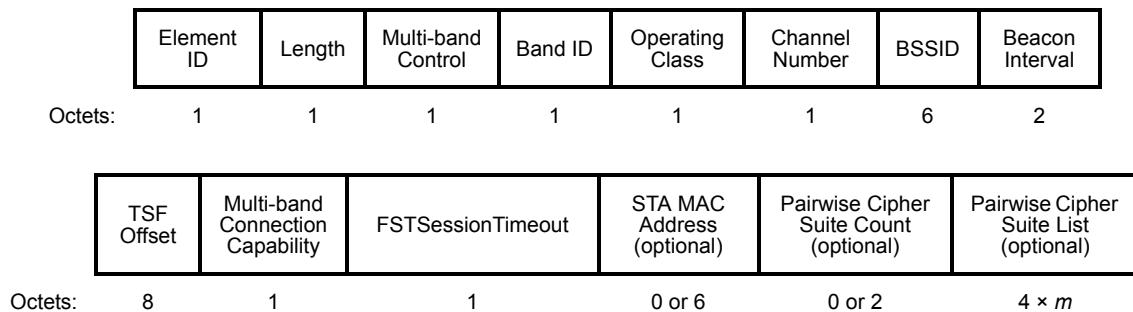 Element ID Length Multi-band Control Band ID Operating Class Channel Number BSSID Beacon Interval
Octets: 1 1 1 1 1 1 6 2
TSF Offset Multi-band Connection Capability FSTSessionTimeout STA MAC Address (optional) Pairwise Cipher Suite Count (optional) Pairwise Cipher Suite List (optional)
Octets: 8 1 1 0 or 6 0 or 2 4 × m